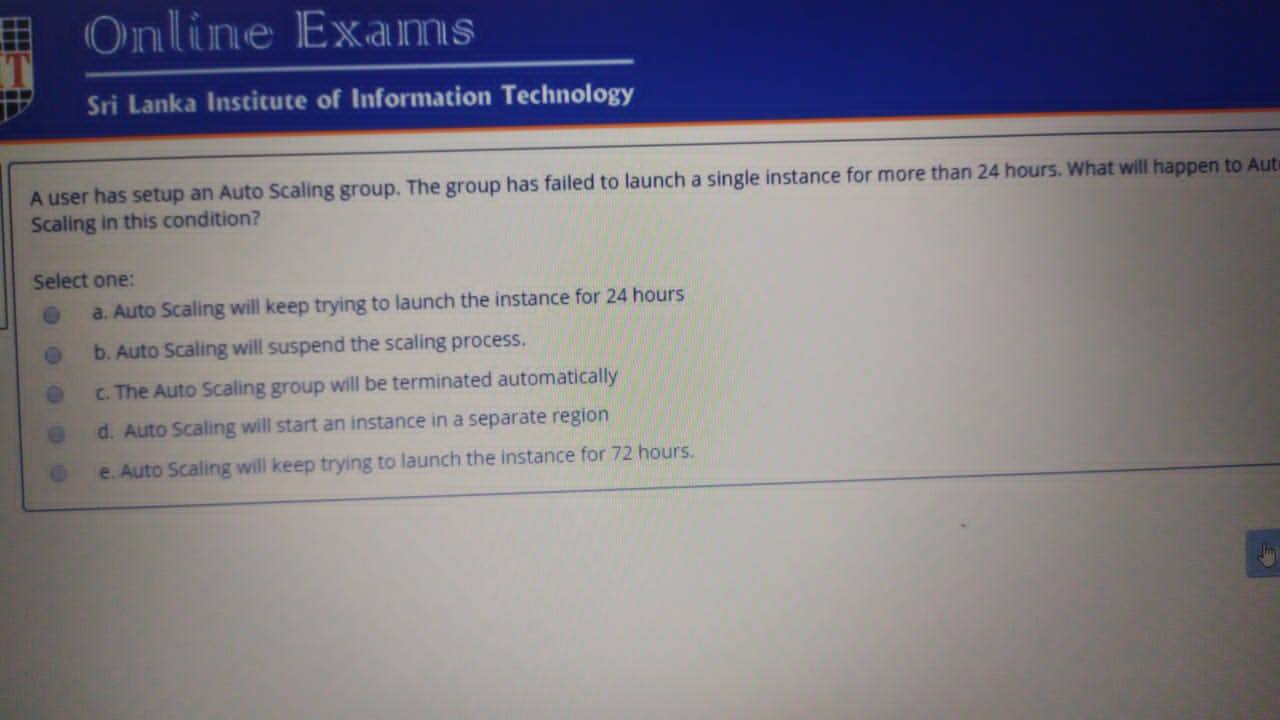 Online Exams
Sri Lanka Institute of Information Technology
A user has setup an Auto Scaling group. The group has failed to launch a single instance for more than 24 hours. What will happen to Aut
Scaling in this condition?
Select one:
a. Auto Scaling will keep trying to launch the instance for 24 hours
b. Auto Scaling will suspend the scaling process.
c. The Auto Scaling group will be terminated automatically
d. Auto Scaling will start an instance in a separate region
e. Auto Scaling will keep trying to launch the instance for 72 hours.